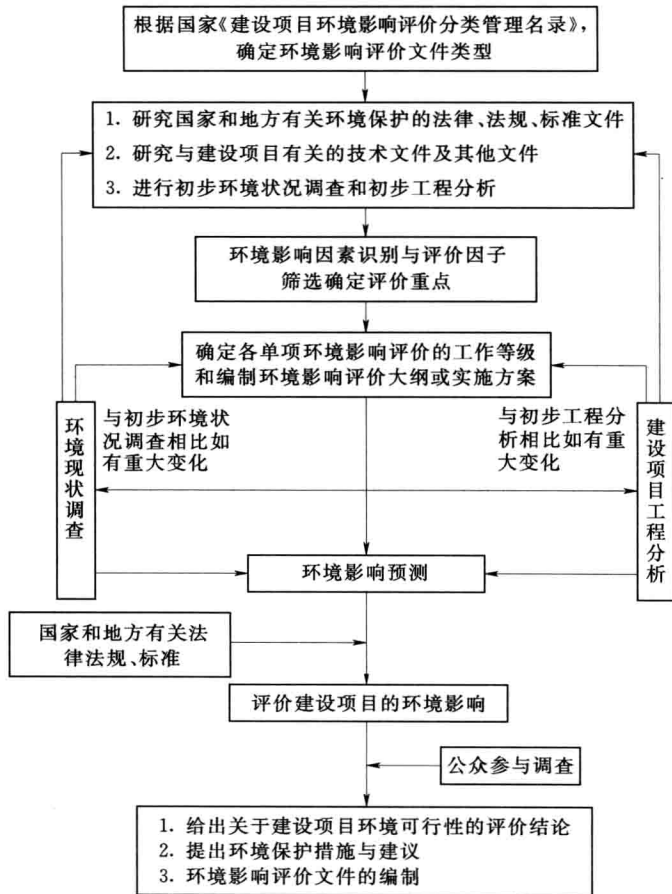 根据国家《建设项目环境影响评价分类管理名录》，
确定环境影响评价文件类型
1. 研究国家和地方有关环境保护的法律、法规、标准文件
2. 研究与建设项目有关的技术文件及其他文件
3. 进行初步环境状况调查和初步工程分析
环境影响因素识别与评价因子
筛选确定评价重点
确定各单项环境影响评价的工作等级
和编制环境影响评价大纲或实施方案
环境现状调查
与初步环境状
况调查相比如
有重大变化
与初步工程分
析相比如有重
大变化
建设项目工程分析
环境影响预测
国家和地方有关法
律法规、标准
评价建设项目的环境影响
公众参与调查
1. 给出关于建设项目环境可行性的评价结论
2. 提出环境保护措施与建议
3. 环境影响评价文件的编制